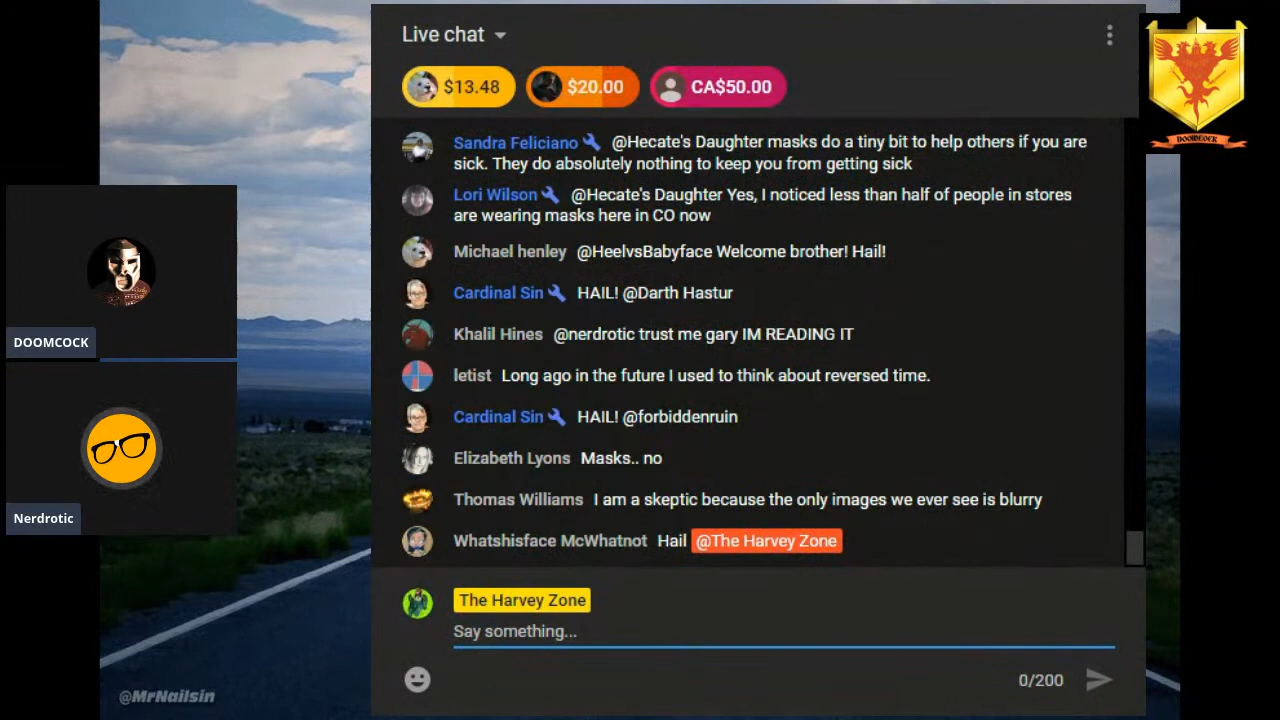 Live chat
$13.48 $20.00 CA$50.00
Sandra Feliciano @Hecate's Daughter masks do a tiny bit to help others if you are
sick. They do absolutely nothing to keep you from getting sick
Lori Wilson @Hecate's Daughter Yes, I noticed less than half of people in stores
are wearing masks here in CO now
Michael henley @HeelvsBabyface Welcome brother! Hail!
Cardinal Sin HAIL! @Darth Hastur
Khalil Hines @nerdrotic trust me gary IM READING IT
letist Long ago in the future I used to think about reversed time.
Cardinal Sin HAIL! @forbiddenruin
Elizabeth Lyons Masks.. no
Thomas Williams I am a skeptic because the only images we ever see is blurry
Whatshisface McWhatnot Hail @The Harvey Zone
The Harvey Zone
Say something...
0/200
DOOMCOCK
Nerdrotic
@MrNailsin
DOOMCOCK